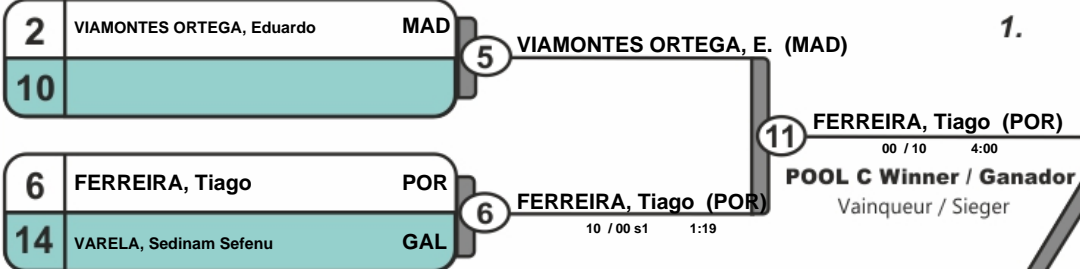 2 VIAMONTES ORTEGA, Eduardo MAD
10
5
VIAMONTES ORTEGA, E. (MAD)
1.
6 FERREIRA, Tiago POR
14 VARELA, Sedinam Sefenu GAL
6
FERREIRA, Tiago (POR)
10 / 00 s1 1:19
11
FERREIRA, Tiago (POR)
00 / 10 4:00
POOL C Winner / Ganador
Vainqueur / Sieger